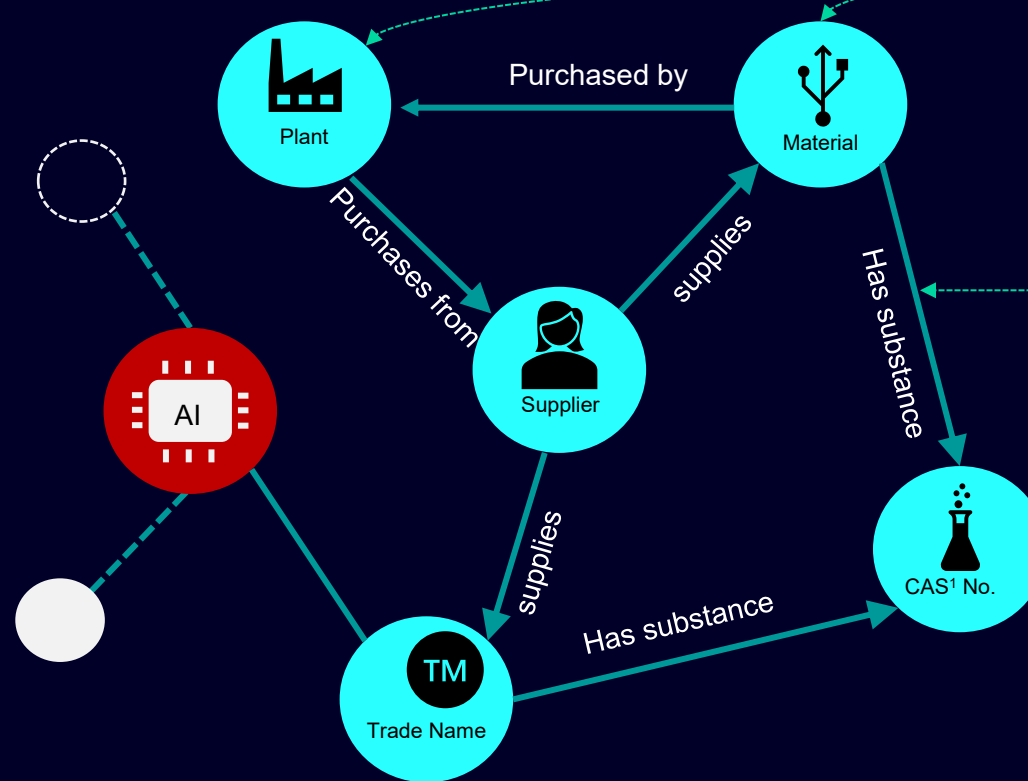 Purchased by
Plant
Material
Purchases from
supplies
Has substance
AI
Supplier
supplies
CAS¹ No.
Has substance
TM
Trade Name